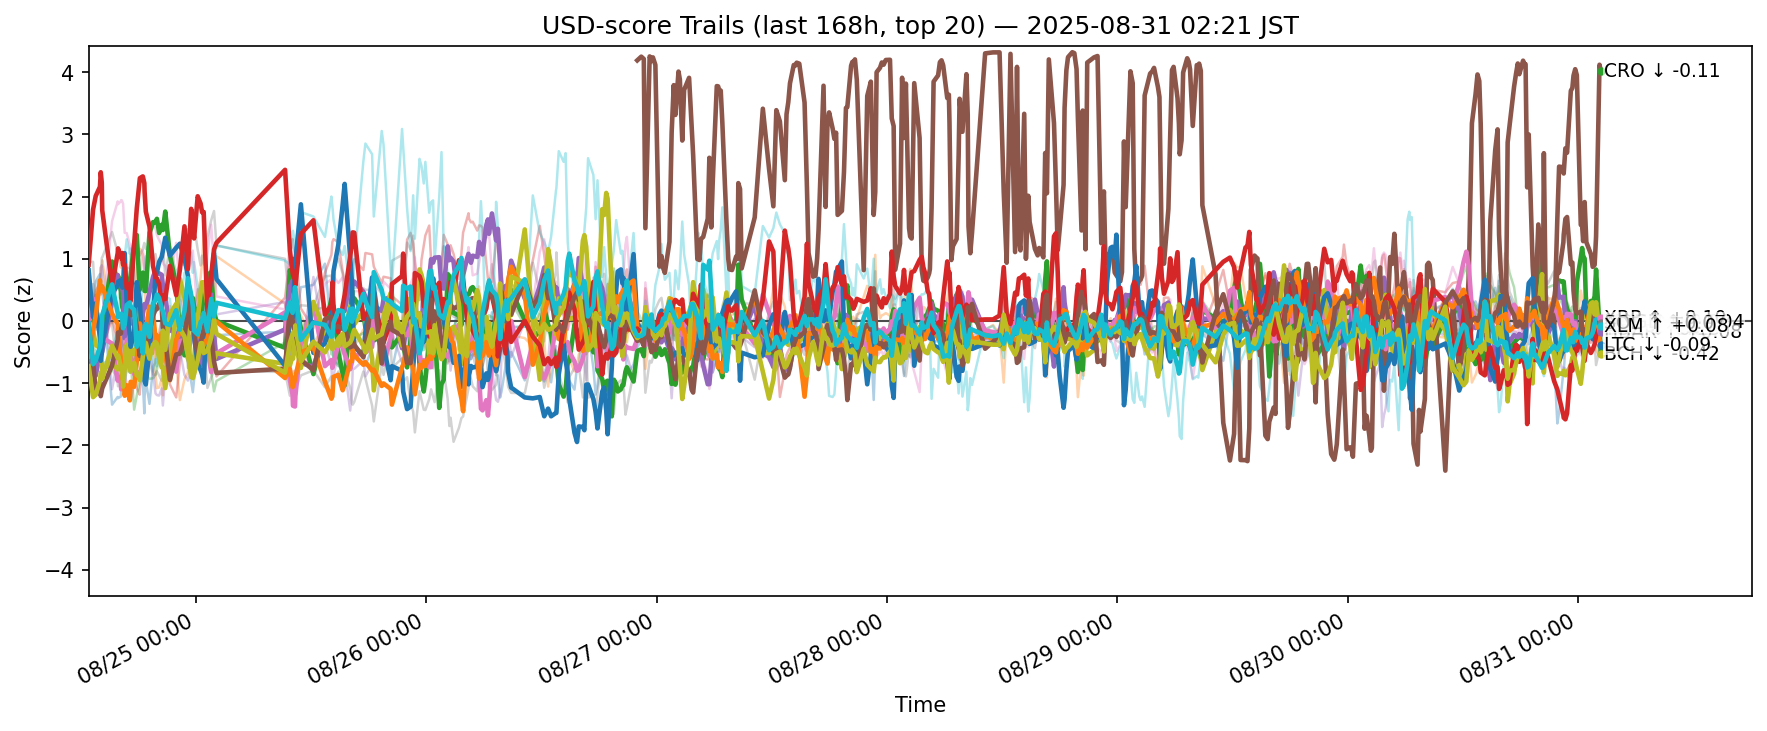 USD-score Trails (last 168h, top 20) — 2025-08-31 02:21 JST
Score (z)
4
3
2
1
0
−1
−2
−3
−4
CRO ↓ -0.11
XLM ↑ +0.08
LTC ↓ -0.09
BCH ↓ -0.42
08/25 00:00
08/26 00:00
08/27 00:00
08/28 00:00
08/29 00:00
08/30 00:00
08/31 00:00
Time